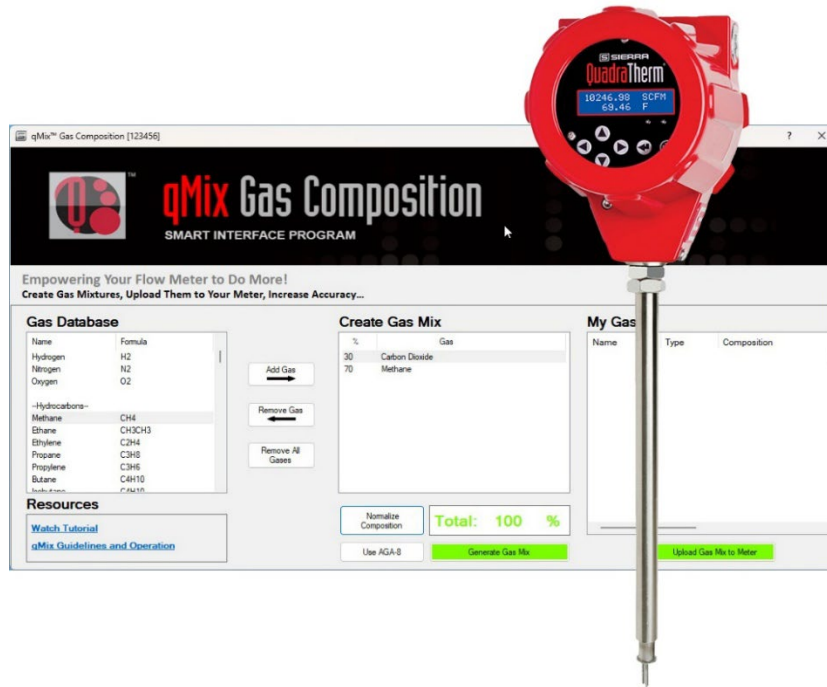 SIERRA
QuadraTherm
10246.98 SCFM
69.46 F
qMix™ Gas Composition [123456]
? X
TM
qMix Gas Composition
SMART INTERFACE PROGRAM
Empowering Your Flow Meter to Do More!
Create Gas Mixtures, Upload Them to Your Meter, Increase Accuracy...
Gas Database
Name Formula
Hydrogen H2
Nitrogen N2
Oxygen O2
--Hydrocarbons--
Methane CH4
Ethane CH3CH3
Ethylene C2H4
Propane C3H8
Propylene C3H6
Butane C4H10
Add Gas
Remove Gas
Remove All
Gases
Create Gas Mix
% Gas
30 Carbon Dioxide
70 Methane
My Gas
Name Type Composition
Resources
Watch Tutorial
qMix Guidelines and Operation
Normalize
Composition
Total: 100 %
Use AGA-8
Generate Gas Mix
Upload Gas Mix to Meter